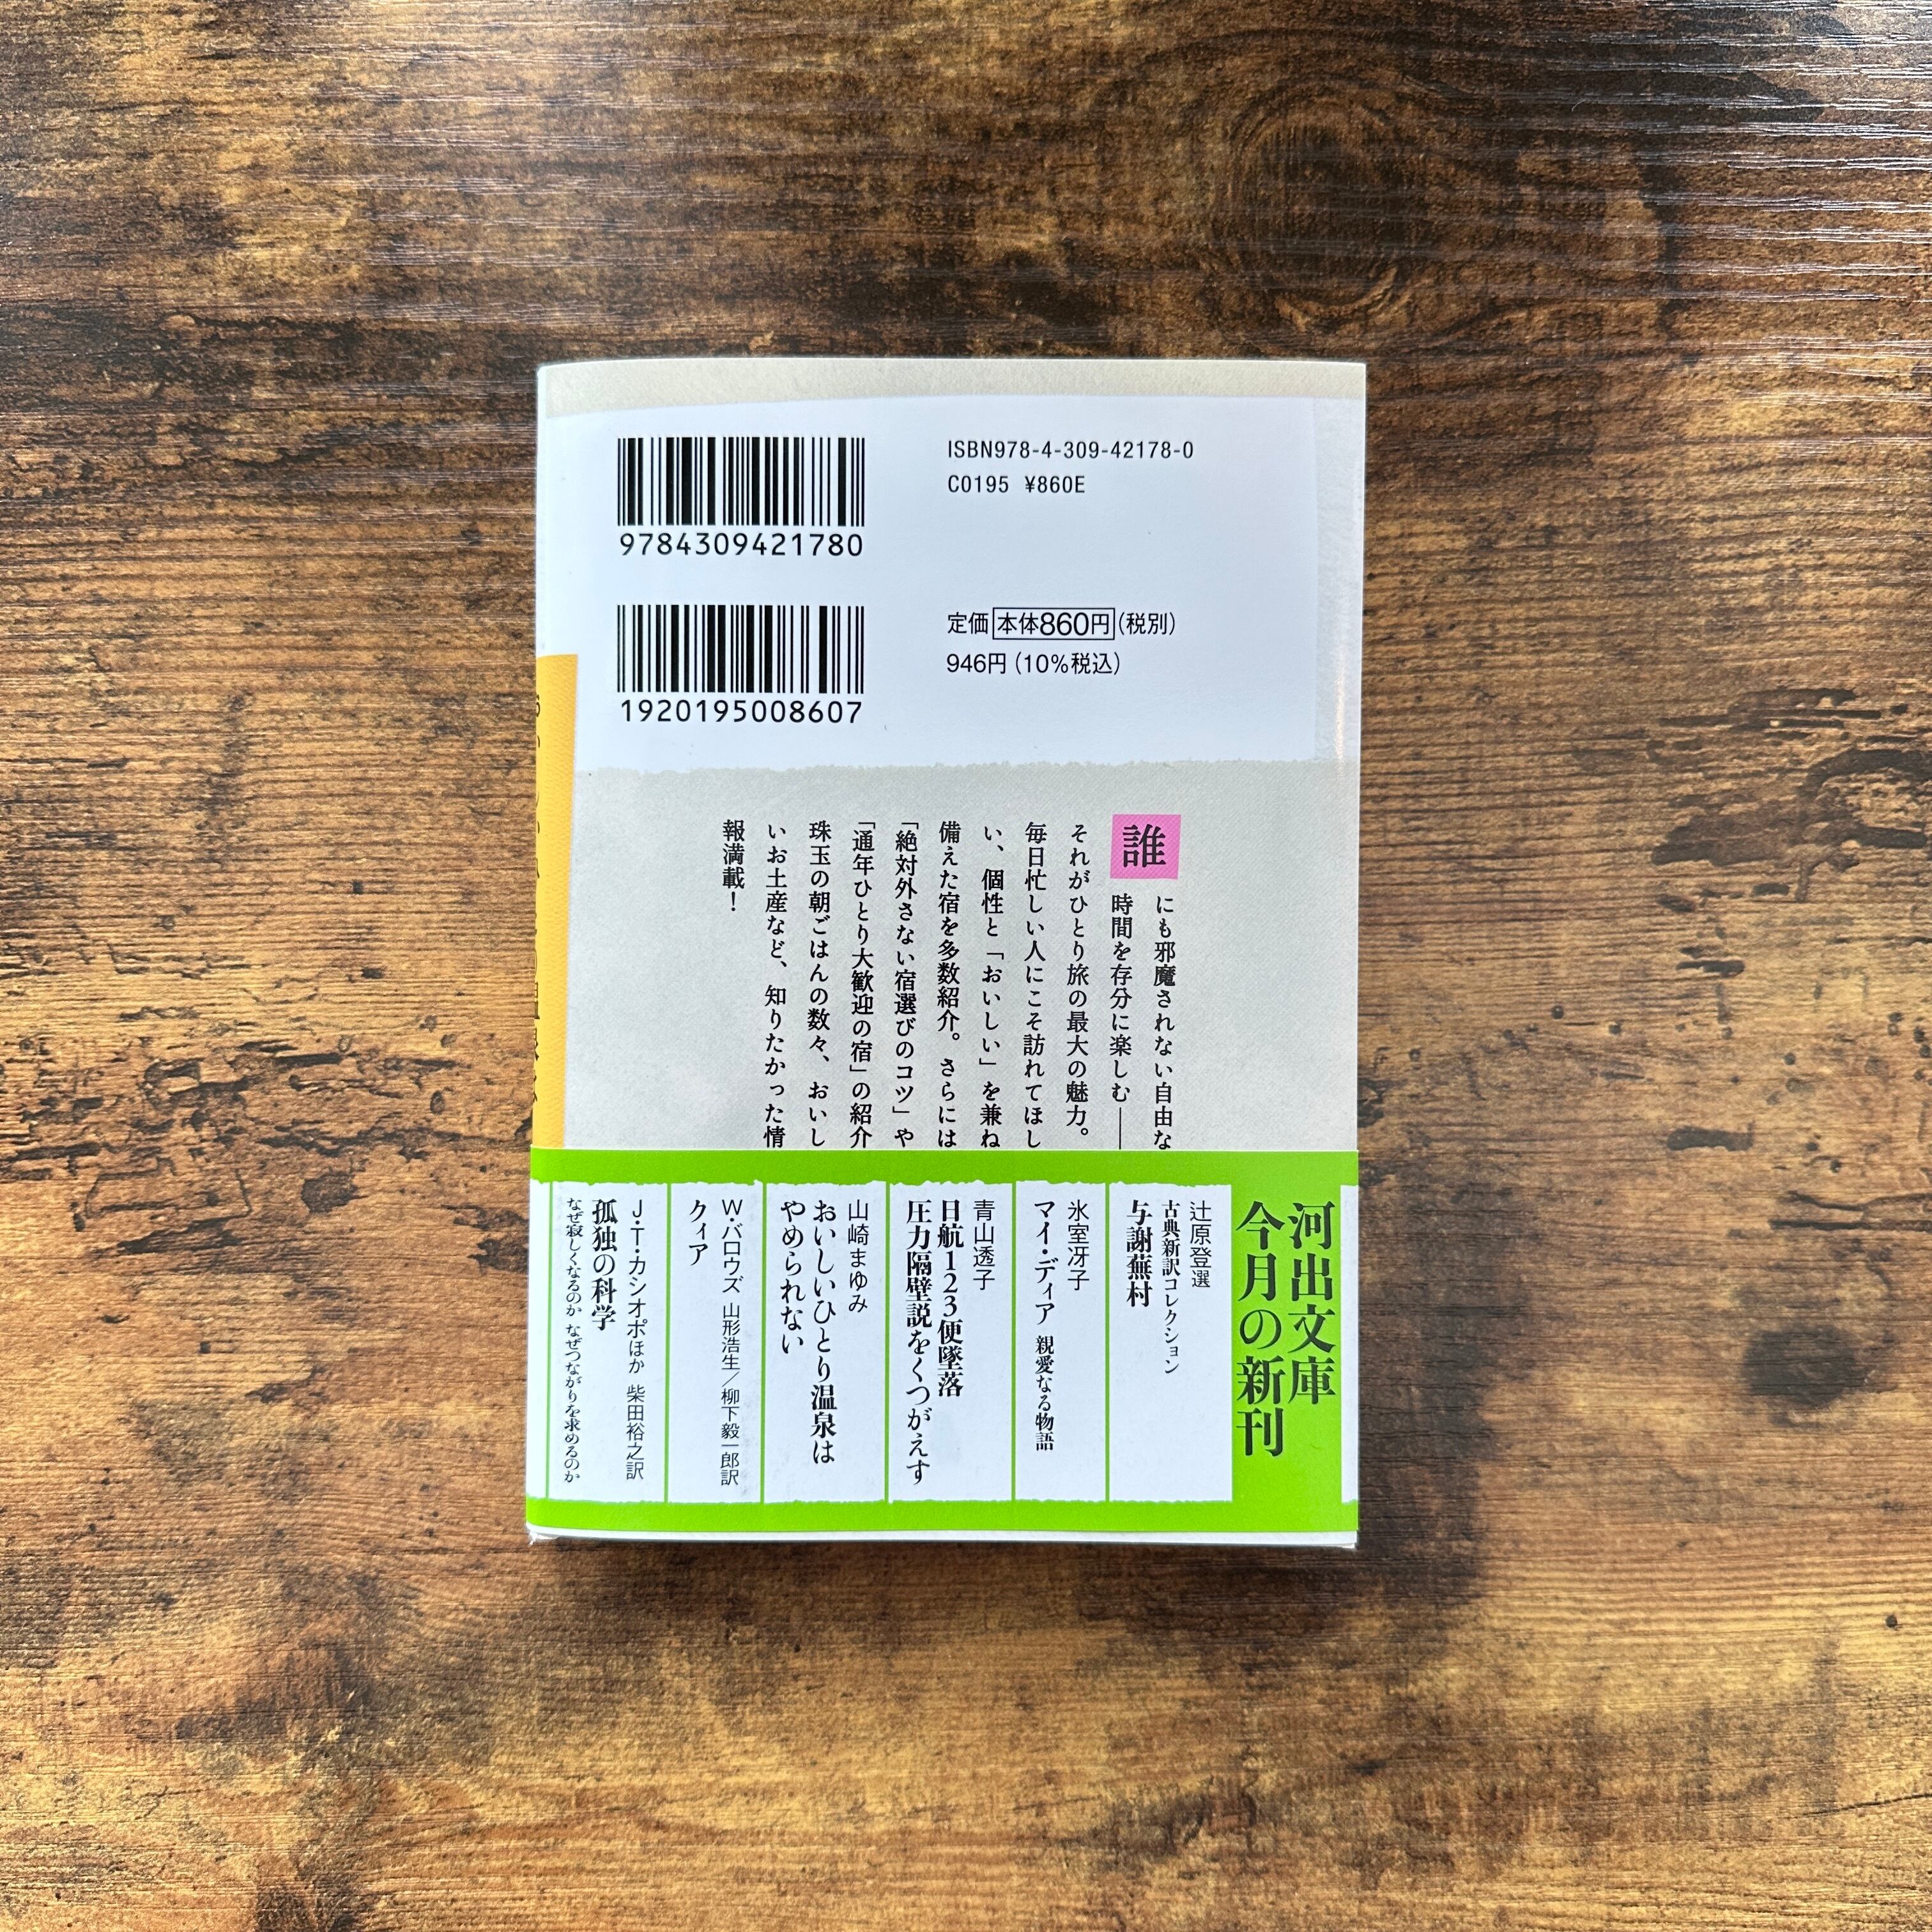 ISBN978-4-309-42178-0
C0195 ¥860E
9784309421780
定価 本体860円(税別)
946円(10%税込)
1920195008607
誰
にも邪魔されない自由な
時間を存分に楽しむ――
それがひとり旅の最大の魅力。
毎日忙しい人にこそ訪れてほし
い、個性と「おいしい」を兼ね
備えた宿を多数紹介。さらには
「絶対外さない宿選びのコツ」や
「通年ひとり大歓迎の宿」の紹介
珠玉の朝ごはんの数々、おいし
いお土産など、知りたかった情
報満載!
河出文庫
今月の新刊
辻原登選
古典新訳コレクション
与謝蕪村
氷室冴子
マイ・ディア 親愛なる物語
青山透子
日航123便墜落
圧力隔壁説をくつがえす
山崎まゆみ
おいしいひとり温泉は
やめられない
W・バロウズ 山形浩生/柳下毅一郎訳
クィア
J・T・カシオポほか 柴田裕之訳
孤独の科学
なぜ寂しくなるのか なぜつながりを求めるのか